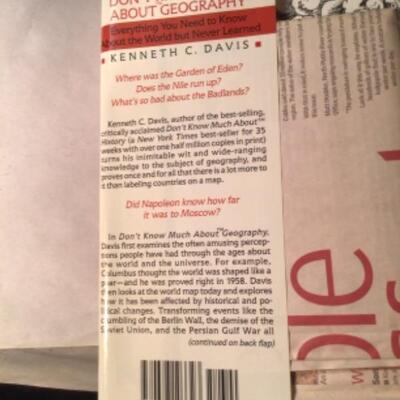 DON'T
ABOUT GEOGRAPHY
Everything You Need to Know
About the World but Never Learned
KENNETH C. DAVIS
Where was the Garden of Eden?
Does the Nile run up?
What's so bad about the Badlands?
Kenneth C. Davis, author of the best-selling,
critically acclaimed Don't Know Much About™
History (a New York Times best-seller for 35
weeks with over one half million copies in print)
turns his inimitable wit and wide-ranging
knowledge to the subject of geography, and
proves once and for all that there is a lot more to
it than labeling countries on a map.
Did Napoleon know how far
it was to Moscow?
In Don't Know Much About™ Geography,
Davis first examines the often amusing percep-
tions people have had through the ages about
the world and the universe. For example,
Columbus thought the world was shaped like a
pear—and he was proved right in 1958. Davis
then looks at the world map today and explores
how it has been affected by historical and po-
litical changes. Transforming events like the
crumbling of the Berlin Wall, the demise of the
Soviet Union, and the Persian Gulf War all
(continued on back flap)